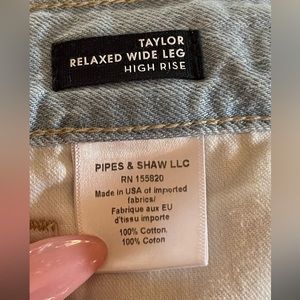 TAYLOR
RELAXED WIDE LEG
HIGH RISE
PIPES & SHAW LLC
RN 155820
Made in USA of imported
fabrics/
Fabrique aux EU
d'tissu importe
100% Cotton.
100% Coton